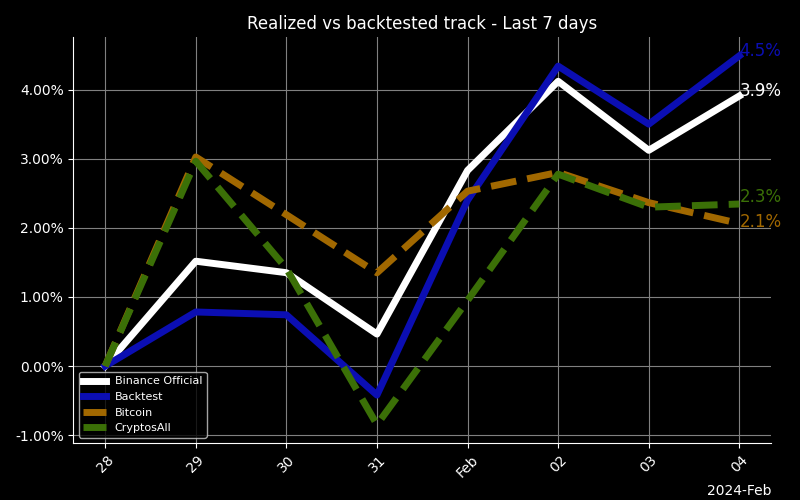 Realized vs backtested track - Last 7 days
4.5%
4.00%
3.9%
3.00%
2.3%
2.00%
2.1%
1.00%
0.00%
Binance Official
Backtest
Bitcoin
CryptosAll
-1.00%
28 29 30 31 Feb 02 03 04
2024-Feb